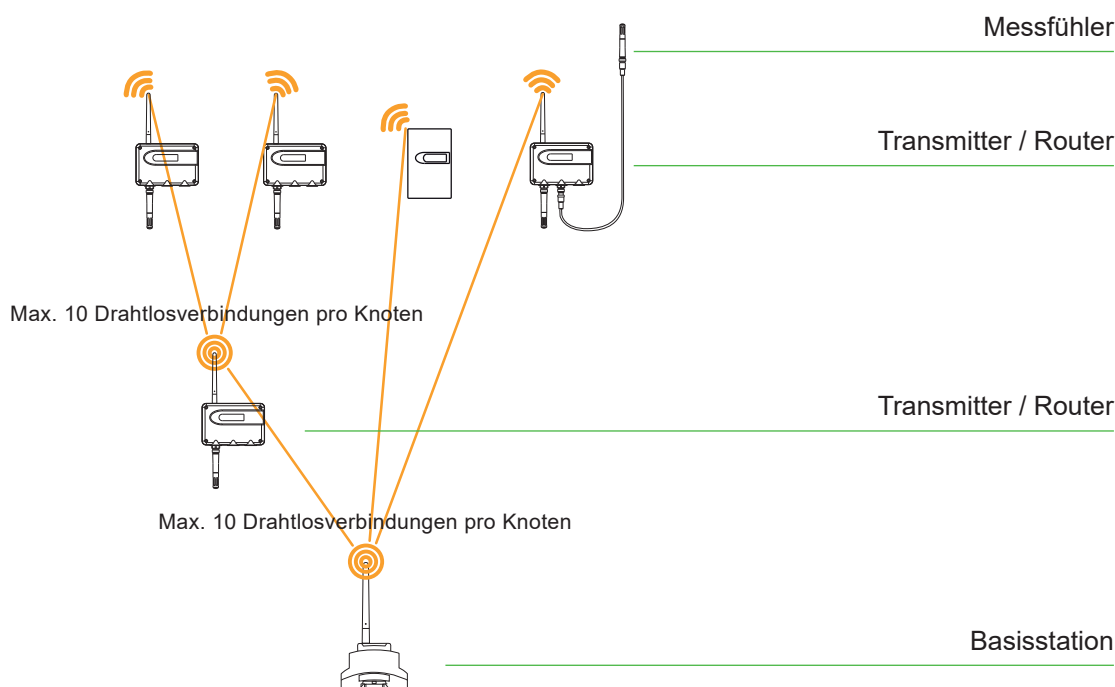 Messfühler
Transmitter / Router
Max. 10 Drahtlosverbindungen pro Knoten
Transmitter / Router
Max. 10 Drahtlosverbindungen pro Knoten
Basisstation